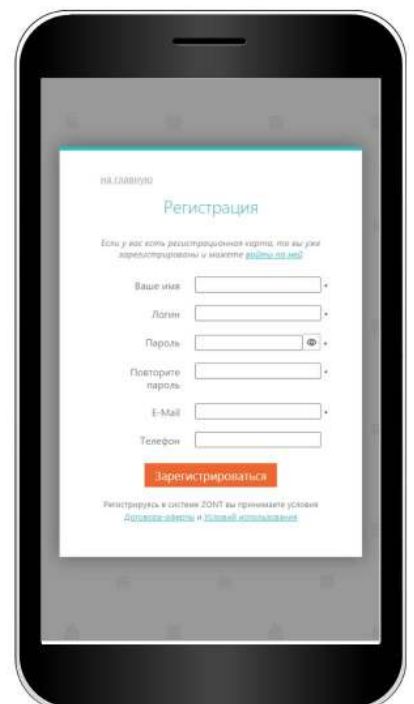 на главную
Регистрация
Если у вас есть регистрационная карта, то вы уже
зарегистрированы и можете войти по ней
Ваше имя *
Логин *
Пароль *
Повторите *
пароль
E-Mail *
Телефон
Зарегистрироваться
Регистрируясь в системе ZONT вы принимаете условия
Договора-оферты и Условий использования